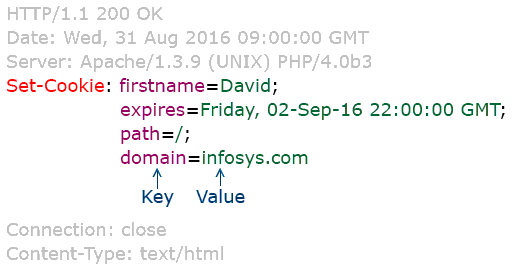 HTTP/1.1 200 OK
Date: Wed, 31 Aug 2016 09:00:00 GMT
Server: Apache/1.3.9 (UNIX) PHP/4.0b3
Set-Cookie: firstname=David;
expires=Friday, 02-Sep-16 22:00:00 GMT;
path=/;
domain=infosys.com
Key Value
Connection: close
Content-Type: text/html